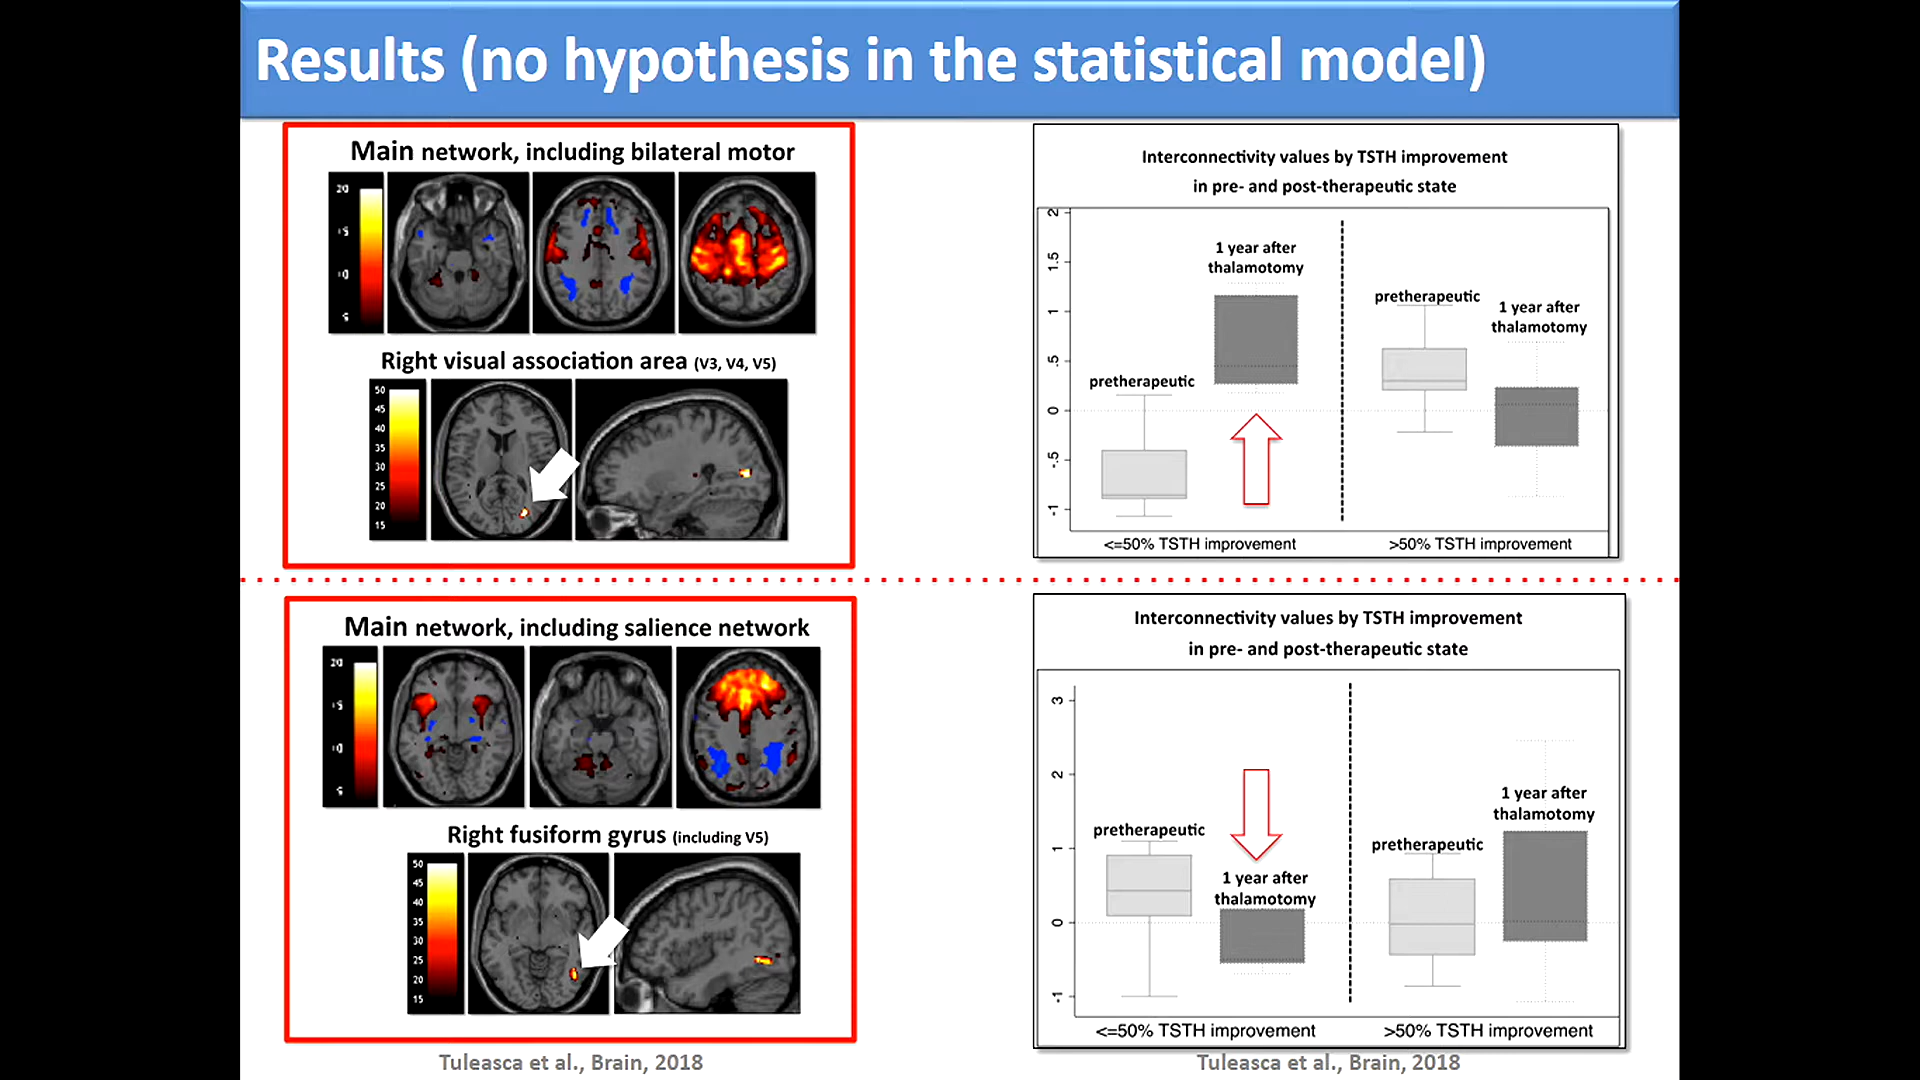 Results (no hypothesis in the statistical model)
Main network, including bilateral motor
20
15
10
5
Right visual association area (V3, V4, V5)
50
45
40
35
30
25
20
15
Interconnectivity values by TSTH improvement
in pre- and post-therapeutic state
2
1.5
1
.5
0
-.5
-1
pretherapeutic
1 year after
thalamotomy
pretherapeutic
1 year after
thalamotomy
<=50% TSTH improvement
>50% TSTH improvement
Main network, including salience network
20
15
10
5
Right fusiform gyrus (including V5)
50
45
40
35
30
25
20
15
Tuleasca et al., Brain, 2018
Interconnectivity values by TSTH improvement
in pre- and post-therapeutic state
3
2
1
0
-1
pretherapeutic
1 year after
thalamotomy
pretherapeutic
1 year after
thalamotomy
<=50% TSTH improvement
>50% TSTH improvement
Tuleasca et al., Brain, 2018